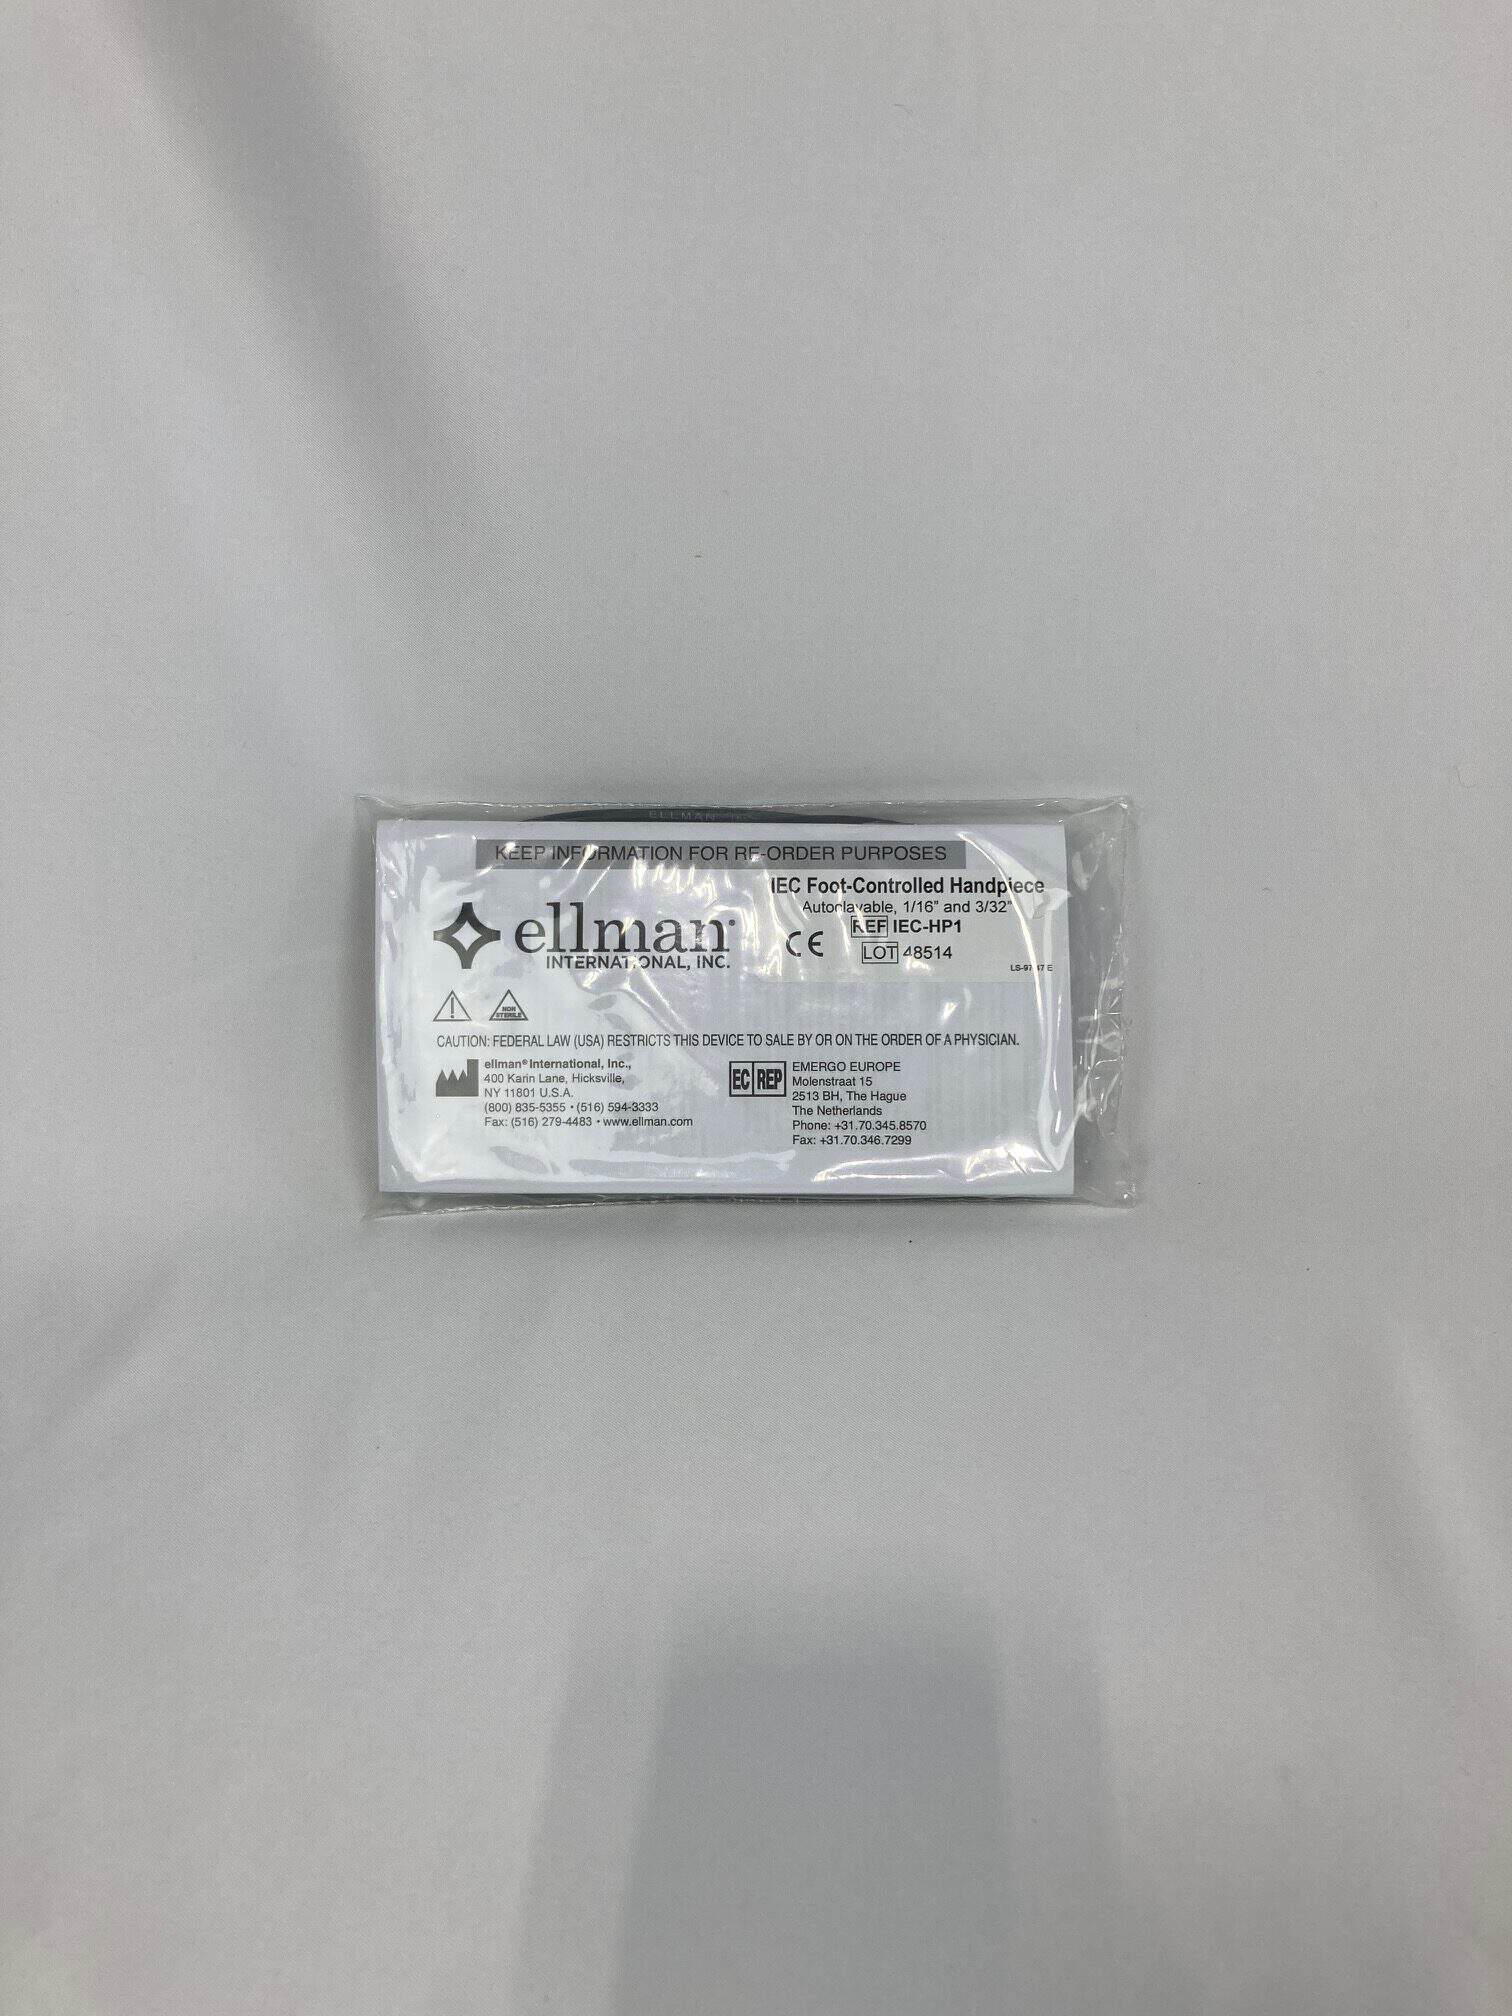 ELLMAN
KEEP INFORMATION FOR RE-ORDER PURPOSES
IEC Foot-Controlled Handpiece
Autoclavable, 1/16" and 3/32"
REF IEC-HP1
LOT 48514
CE
ellman®
INTERNATIONAL, INC.
NON
STERILE
CAUTION: FEDERAL LAW (USA) RESTRICTS THIS DEVICE TO SALE BY OR ON THE ORDER OF A PHYSICIAN.
ellman® International, Inc.,
400 Karin Lane, Hicksville,
NY 11801 U.S.A.
(800) 835-5355 • (516) 594-3333
Fax: (516) 279-4483 • www.ellman.com
EC REP
EMERGO EUROPE
Molenstraat 15
2513 BH, The Hague
The Netherlands
Phone: +31.70.345.8570
Fax: +31.70.346.7299